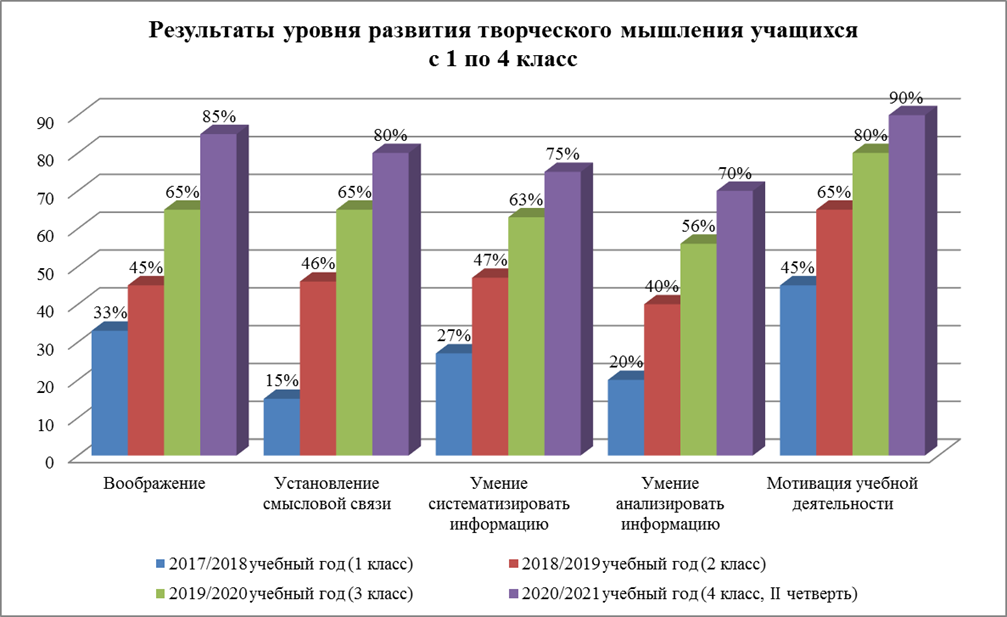 Результаты уровня развития творческого мышления учащихся
с 1 по 4 класс
90
80
70
60
50
40
30
20
10
0
33%
45%
65%
85%
15%
46%
65%
80%
27%
47%
63%
75%
20%
40%
56%
70%
45%
65%
80%
90%
Воображение
Установление
смысловой связи
Умение
систематизировать
информацию
Умение
анализировать
информацию
Мотивация учебной
деятельности
2017/2018 учебный год (1 класс)
2018/2019 учебный год (2 класс)
2019/2020 учебный год (3 класс)
2020/2021 учебный год (4 класс, II четверть)